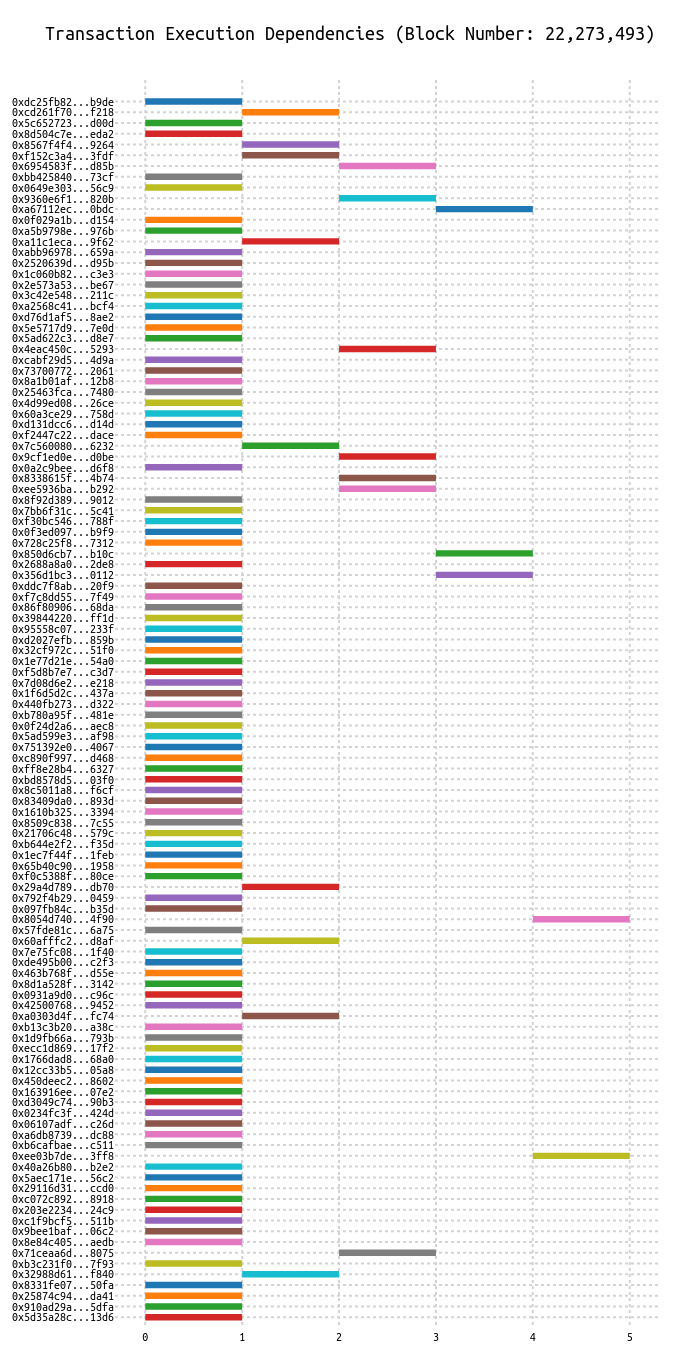 Transaction Execution Dependencies (Block Number: 22,273,493)
0xdc25fb82...b9de
0xcd261f70...f218
0x5c652723...d00d
0x8d504c7e...eda2
0x8567f4f4...9264
0xf152c3a4...3fdf
0x6954583f...d85b
0xbb425840...73cf
0x0649e303...56c9
0x9360e6f1...820b
0xa67112ec...0bdc
0x0f029a1b...d154
0xa5b9798e...976b
0xa11c1eca...9f62
0xabb96978...659a
0x2520639d...d95b
0x1c060b82...c3e3
0x2e573a53...be67
0x3c42e548...211c
0xa2568c41...bcf4
0xd76d1af5...8ae2
0x5e5717d9...7e0d
0x5ad622c3...d8e7
0x4eac450c...5293
0xcabf29d5...4d9a
0x73700772...2061
0x8a1b01af...12b8
0x25463fca...7480
0x4d99ed08...26ce
0x60a3ce29...758d
0xd131dcc6...d14d
0xf2447c22...dace
0x7c560080...6232
0x9cf1ed0e...d0be
0x0a2c9bee...d6f8
0x8338615f...4b74
0xee5936ba...b292
0x8f92d389...9012
0x7bb6f31c...5c41
0xf30bc546...788f
0x0f3ed097...b9f9
0x728c25f8...7312
0x850d6cb7...b10c
0x2688a8a0...2de8
0x356d1bc3...0112
0xddc7f8ab...20f9
0xf7c8dd55...7f49
0x86f80906...68da
0x39844220...ff1d
0x95558c07...233f
0xd2027efb...859b
0x32cf972c...51f0
0x1e77d21e...54a0
0xf5d8b7e7...c3d7
0x7d08d6e2...e218
0x1f6d5d2c...437a
0x440fb273...d322
0xb780a95f...481e
0x0f24d2a6...aec8
0x5ad599e3...af98
0x751392e0...4067
0xc890f997...d468
0xff8e28b4...6327
0xbd8578d5...03f0
0x8c5011a8...f6cf
0x83409da0...893d
0x1610b325...3394
0x8509c838...7c55
0x21706c48...579c
0xb644e2f2...f35d
0x1ec7f44f...1feb
0x65b40c90...1958
0xf0c5388f...80ce
0x29a4d789...db70
0x792f4b29...0459
0x097fb84c...b35d
0x8054d740...4f90
0x57fde81c...6a75
0x60afffc2...d8af
0x7e75fc08...1f40
0xde495b00...c2f3
0x463b768f...d55e
0x8d1a528f...3142
0x0931a9d0...c96c
0x42500768...9452
0xa0303d4f...fc74
0xb13c3b20...a38c
0x1d9fb66a...793b
0xecc1d869...17f2
0x1766dad8...68a0
0x12cc33b5...05a8
0x450deec2...8602
0x163916ee...07e2
0xd3049c74...90b3
0x0234fc3f...424d
0x06107adf...c26d
0xa6db8739...dc88
0xb6cafbae...c511
0xee03b7de...3ff8
0x40a26b80...b2e2
0x5aec171e...56c2
0x29116d31...ccd0
0xc072c892...8918
0x203e2234...24c9
0xc1f9bcf5...511b
0x9bee1baf...06c2
0x8e84c405...aedb
0x71ceaa6d...8075
0xb3c231f0...7f93
0x32988d61...f840
0x8331fe07...50fa
0x25874c94...da41
0x910ad29a...5dfa
0x5d35a28c...13d6
0 1 2 3 4 5